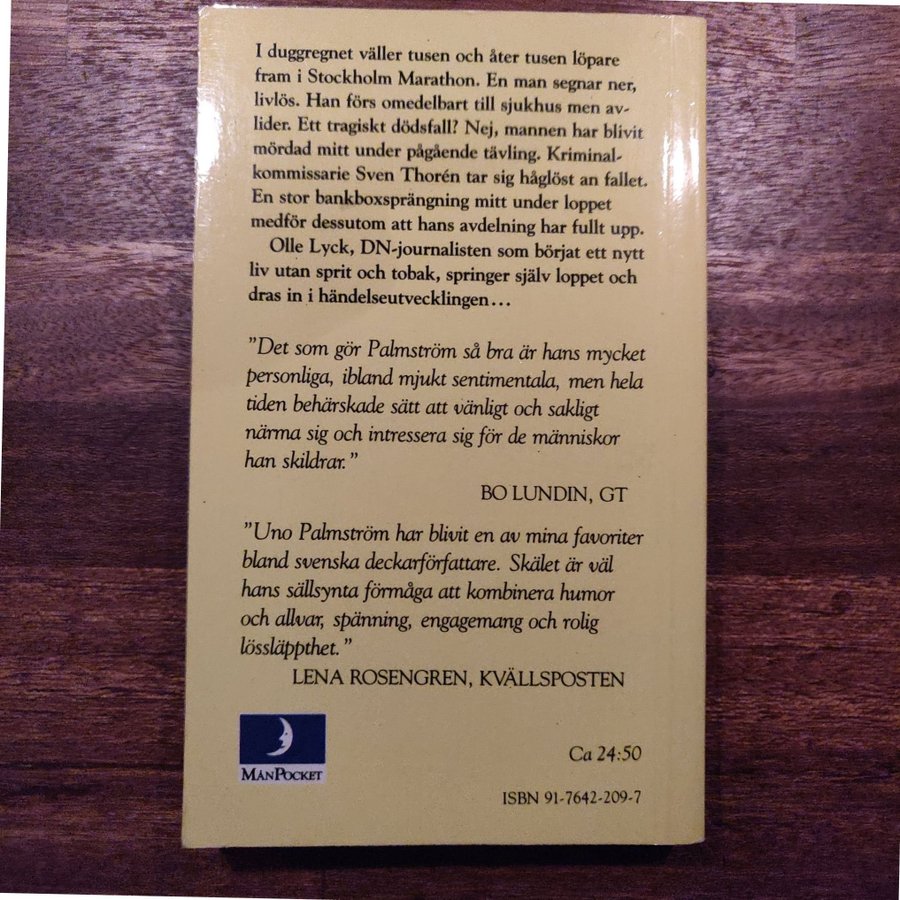 I duggregnet väller tusen och åter tusen löpare
fram i Stockholm Marathon. En man segnar ner,
livlös. Han förs omedelbart till sjukhus men av-
lider. Ett tragiskt dödsfall? Nej, mannen har blivit
mördad mitt under pågående tävling. Kriminal-
kommissarie Sven Thorén tar sig håglöst an fallet.
En stor bankboxsprängning mitt under loppet
medför dessutom att hans avdelning har fullt upp.
Olle Lyck, DN-journalisten som börjat ett nytt
liv utan sprit och tobak, springer själv loppet och
dras in i händelseutvecklingen...
”Det som gör Palmström så bra är hans mycket
personliga, ibland mjukt sentimentala, men hela
tiden behärskade sätt att vänligt och sakligt
närma sig och intressera sig för de människor
han skildrar.”
BO LUNDIN, GT
”Uno Palmström har blivit en av mina favoriter
bland svenska deckarförfattare. Skälet är väl
hans sällsynta förmåga att kombinera humor
och allvar, spänning, engagemang och rolig
lössläppthet.”
LENA ROSENGREN, KVÄLLSPOSTEN
MÅNPOCKET
Ca 24:50
ISBN 91-7642-209-7